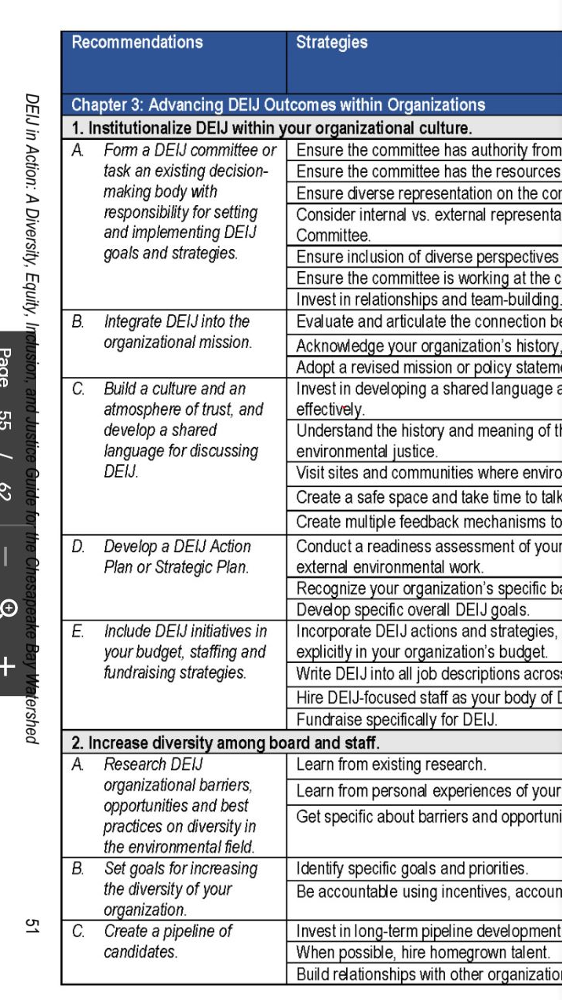 Recommendations
Strategies
Chapter 3: Advancing DEIJ Outcomes within Organizations
1. Institutionalize DEIJ within your organizational culture.
A. Form a DEIJ committee or
task an existing decision-
making body with
responsibility for setting
and implementing DEIJ
goals and strategies.
Ensure the committee has authority from
Ensure the committee has the resources
Ensure diverse representation on the
Consider internal vs. external
Committee.
Ensure inclusion of diverse perspectives
Ensure the committee is working at the
Invest in relationships and team-building.
B. Integrate DEIJ into the
organizational mission.
Evaluate and articulate the connection
Acknowledge your organization's history,
Adopt a revised mission or policy
C. Build a culture and an
atmosphere of trust, and
develop a shared
language for discussing
DEIJ.
Invest in developing a shared language
effectively.
Understand the history and meaning of
environmental justice.
Visit sites and communities where
Create a safe space and take time to talk
Create multiple feedback mechanisms to
D. Develop a DEIJ Action
Plan or Strategic Plan.
Conduct a readiness assessment of your
external environmental work.
Recognize your organization's specific
Develop specific overall DEIJ goals.
E. Include DEIJ initiatives in
your budget, staffing and
fundraising strategies.
Incorporate DEIJ actions and strategies,
explicitly in your organization's budget.
Write DEIJ into all job descriptions
Hire DEIJ-focused staff as your body of
Fundraise specifically for DEIJ.
2. Increase diversity among board and staff.
A. Research DEIJ
organizational barriers,
opportunities and best
practices on diversity in
the environmental field.
Learn from existing research.
Learn from personal experiences of your
Get specific about barriers and
B. Set goals for increasing
the diversity of your
organization.
Identify specific goals and priorities.
Be accountable using incentives,
C. Create a pipeline of
candidates.
Invest in long-term pipeline development
When possible, hire homegrown talent.
Build relationships with other
DEIJ in Action: A Diversity, Equity, Inclusion, and Justice Guide for the Chesapeake Bay Watershed
51
Page 55 / 62